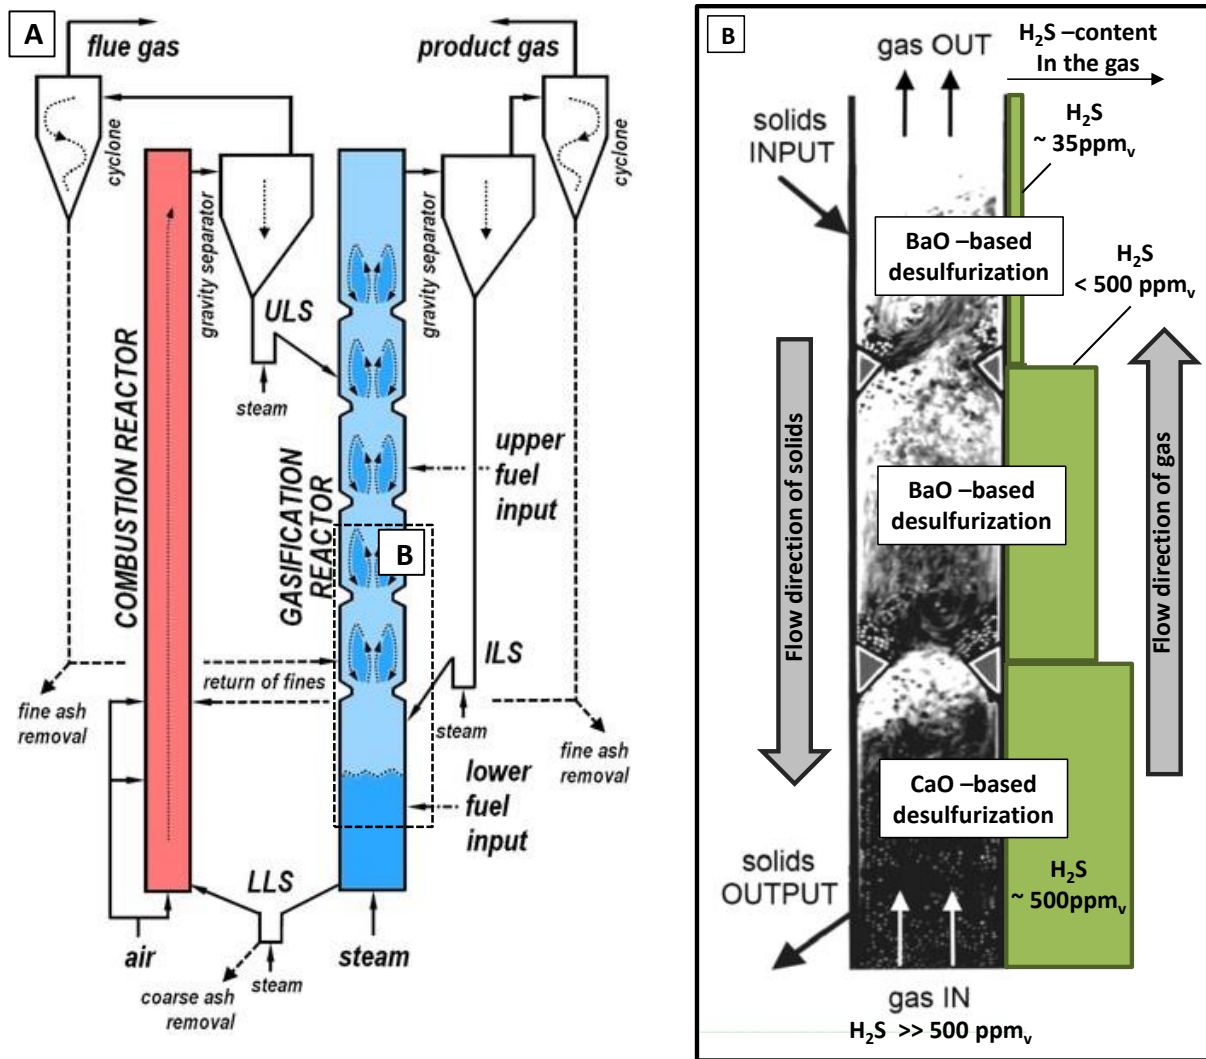 A
flue gas
product gas
cyclone
cyclone
gravity separator
gravity separator
ULS
steam
COMBUSTION REACTOR
GASIFICATION
REACTOR
upper
fuel
input
B
ILS
return of fines
steam
fine ash
removal
fine ash
removal
lower
fuel
input
LLS
air
steam
steam
coarse ash
removal
B
gas OUT
H₂S –content
In the gas
solids
INPUT
H₂S
~ 35ppmᵥ
BaO –based
desulfurization
H₂S
< 500 ppmᵥ
Flow direction of solids
BaO –based
desulfurization
Flow direction of gas
CaO –based
desulfurization
solids
OUTPUT
H₂S
~ 500ppmᵥ
gas IN
H₂S >> 500 ppmᵥ